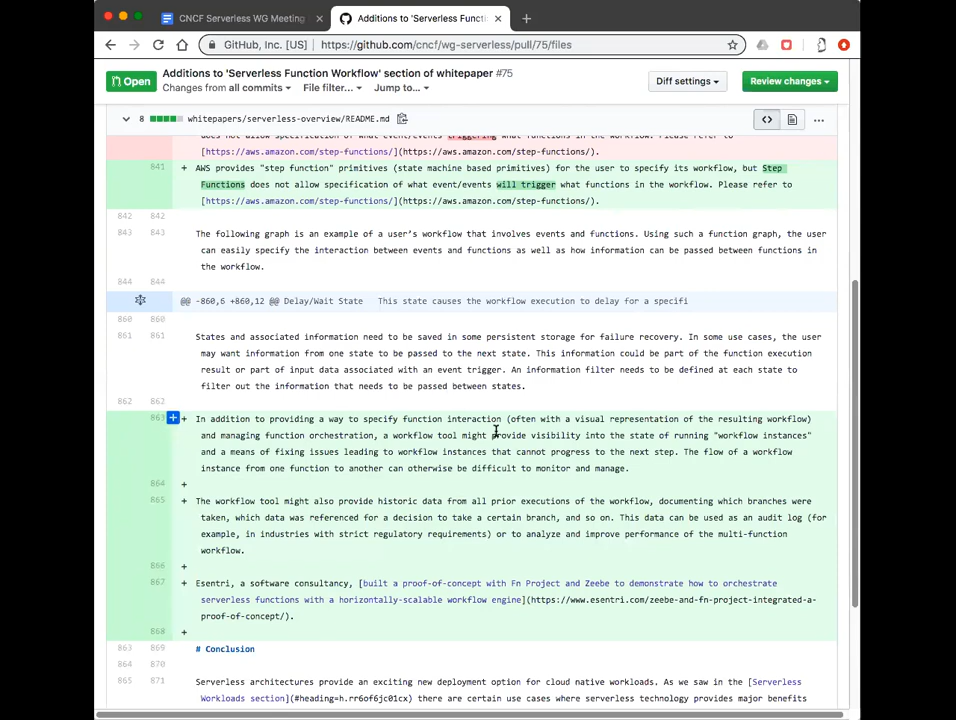 CNCF Serverless WG Meeting
Additions to 'Serverless Functi
GitHub, Inc. [US] | https://github.com/cncf/wg-serverless/pull/75/files
Open
Additions to 'Serverless Function Workflow' section of whitepaper #75
Changes from all commits File filter... Jump to...
Diff settings
Review changes
8 whitepapers/serverless-overview/README.md
does not allow specification of what event/events triggering what functions in the workflow. Please refer to
[https://aws.amazon.com/step-functions/](https://aws.amazon.com/step-functions/).
841 + AWS provides "step function" primitives (state machine based primitives) for the user to specify its workflow, but Step
Functions does not allow specification of what event/events will trigger what functions in the workflow. Please refer to
[https://aws.amazon.com/step-functions/](https://aws.amazon.com/step-functions/).
842 842
843 843 The following graph is an example of a user’s workflow that involves events and functions. Using such a function graph, the user
can easily specify the interaction between events and functions as well as how information can be passed between functions in
the workflow.
844 844
@@ -860,6 +860,12 @@ Delay/Wait State This state causes the workflow execution to delay for a specifi
860 860
861 861 States and associated information need to be saved in some persistent storage for failure recovery. In some use cases, the user
may want information from one state to be passed to the next state. This information could be part of the function execution
result or part of input data associated with an event trigger. An information filter needs to be defined at each state to
filter out the information that needs to be passed between states.
862 862
863 + In addition to providing a way to specify function interaction (often with a visual representation of the resulting workflow)
and managing function orchestration, a workflow tool might provide visibility into the state of running "workflow instances"
and a means of fixing issues leading to workflow instances that cannot progress to the next step. The flow of a workflow
instance from one function to another can otherwise be difficult to monitor and manage.
864 +
865 + The workflow tool might also provide historic data from all prior executions of the workflow, documenting which branches were
taken, which data was referenced for a decision to take a certain branch, and so on. This data can be used as an audit log (for
example, in industries with strict regulatory requirements) or to analyze and improve performance of the multi-function
workflow.
866 +
867 + Esentri, a software consultancy, [built a proof-of-concept with Fn Project and Zeebe to demonstrate how to orchestrate
serverless functions with a horizontally-scalable workflow engine](https://www.esentri.com/zeebe-and-fn-project-integrated-a-
proof-of-concept/).
868 +
863 869 # Conclusion
864 870
865 871 Serverless architectures provide an exciting new deployment option for cloud native workloads. As we saw in the [Serverless
Workloads section](#heading=h.rr6of6jc01cx) there are certain use cases where serverless technology provides major benefits